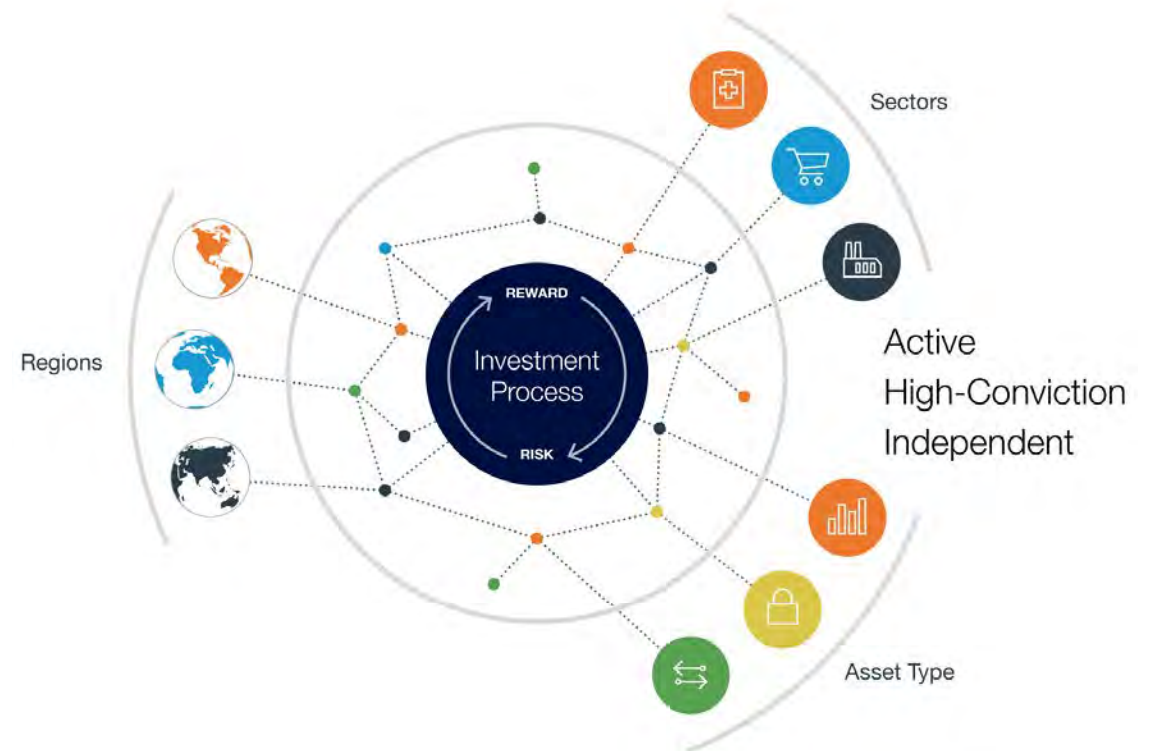 Sectors
Regions
REWARD
Investment
Process
RISK
Active
High-Conviction
Independent
Asset Type